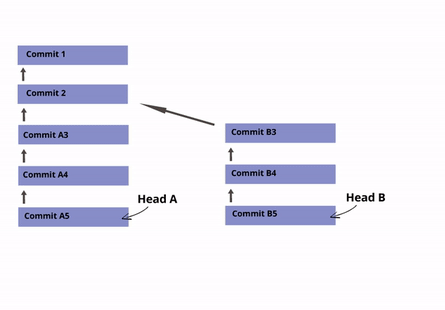 Commit 1
Commit 2
Commit A3
Commit A4
Commit A5
Head A
Commit B3
Commit B4
Commit B5
Head B